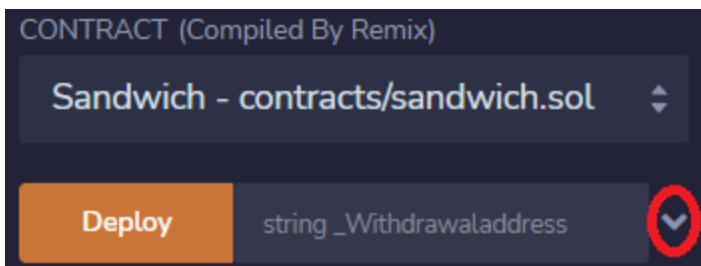 CONTRACT (Compiled By Remix)
Sandwich - contracts/sandwich.sol
Deploy string _Withdrawaladdress